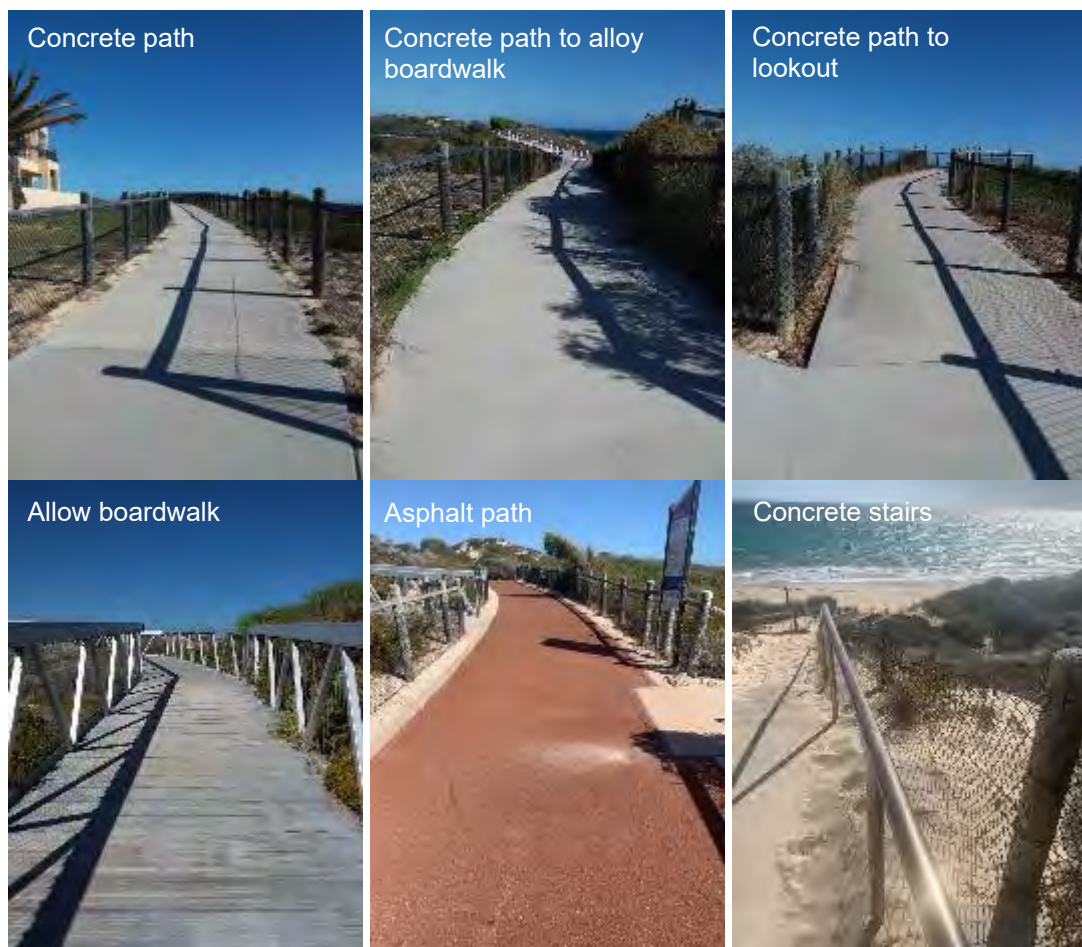 Concrete path
Concrete path to alloy
boardwalk
Concrete path to
lookout
Allow boardwalk
Asphalt path
Concrete stairs